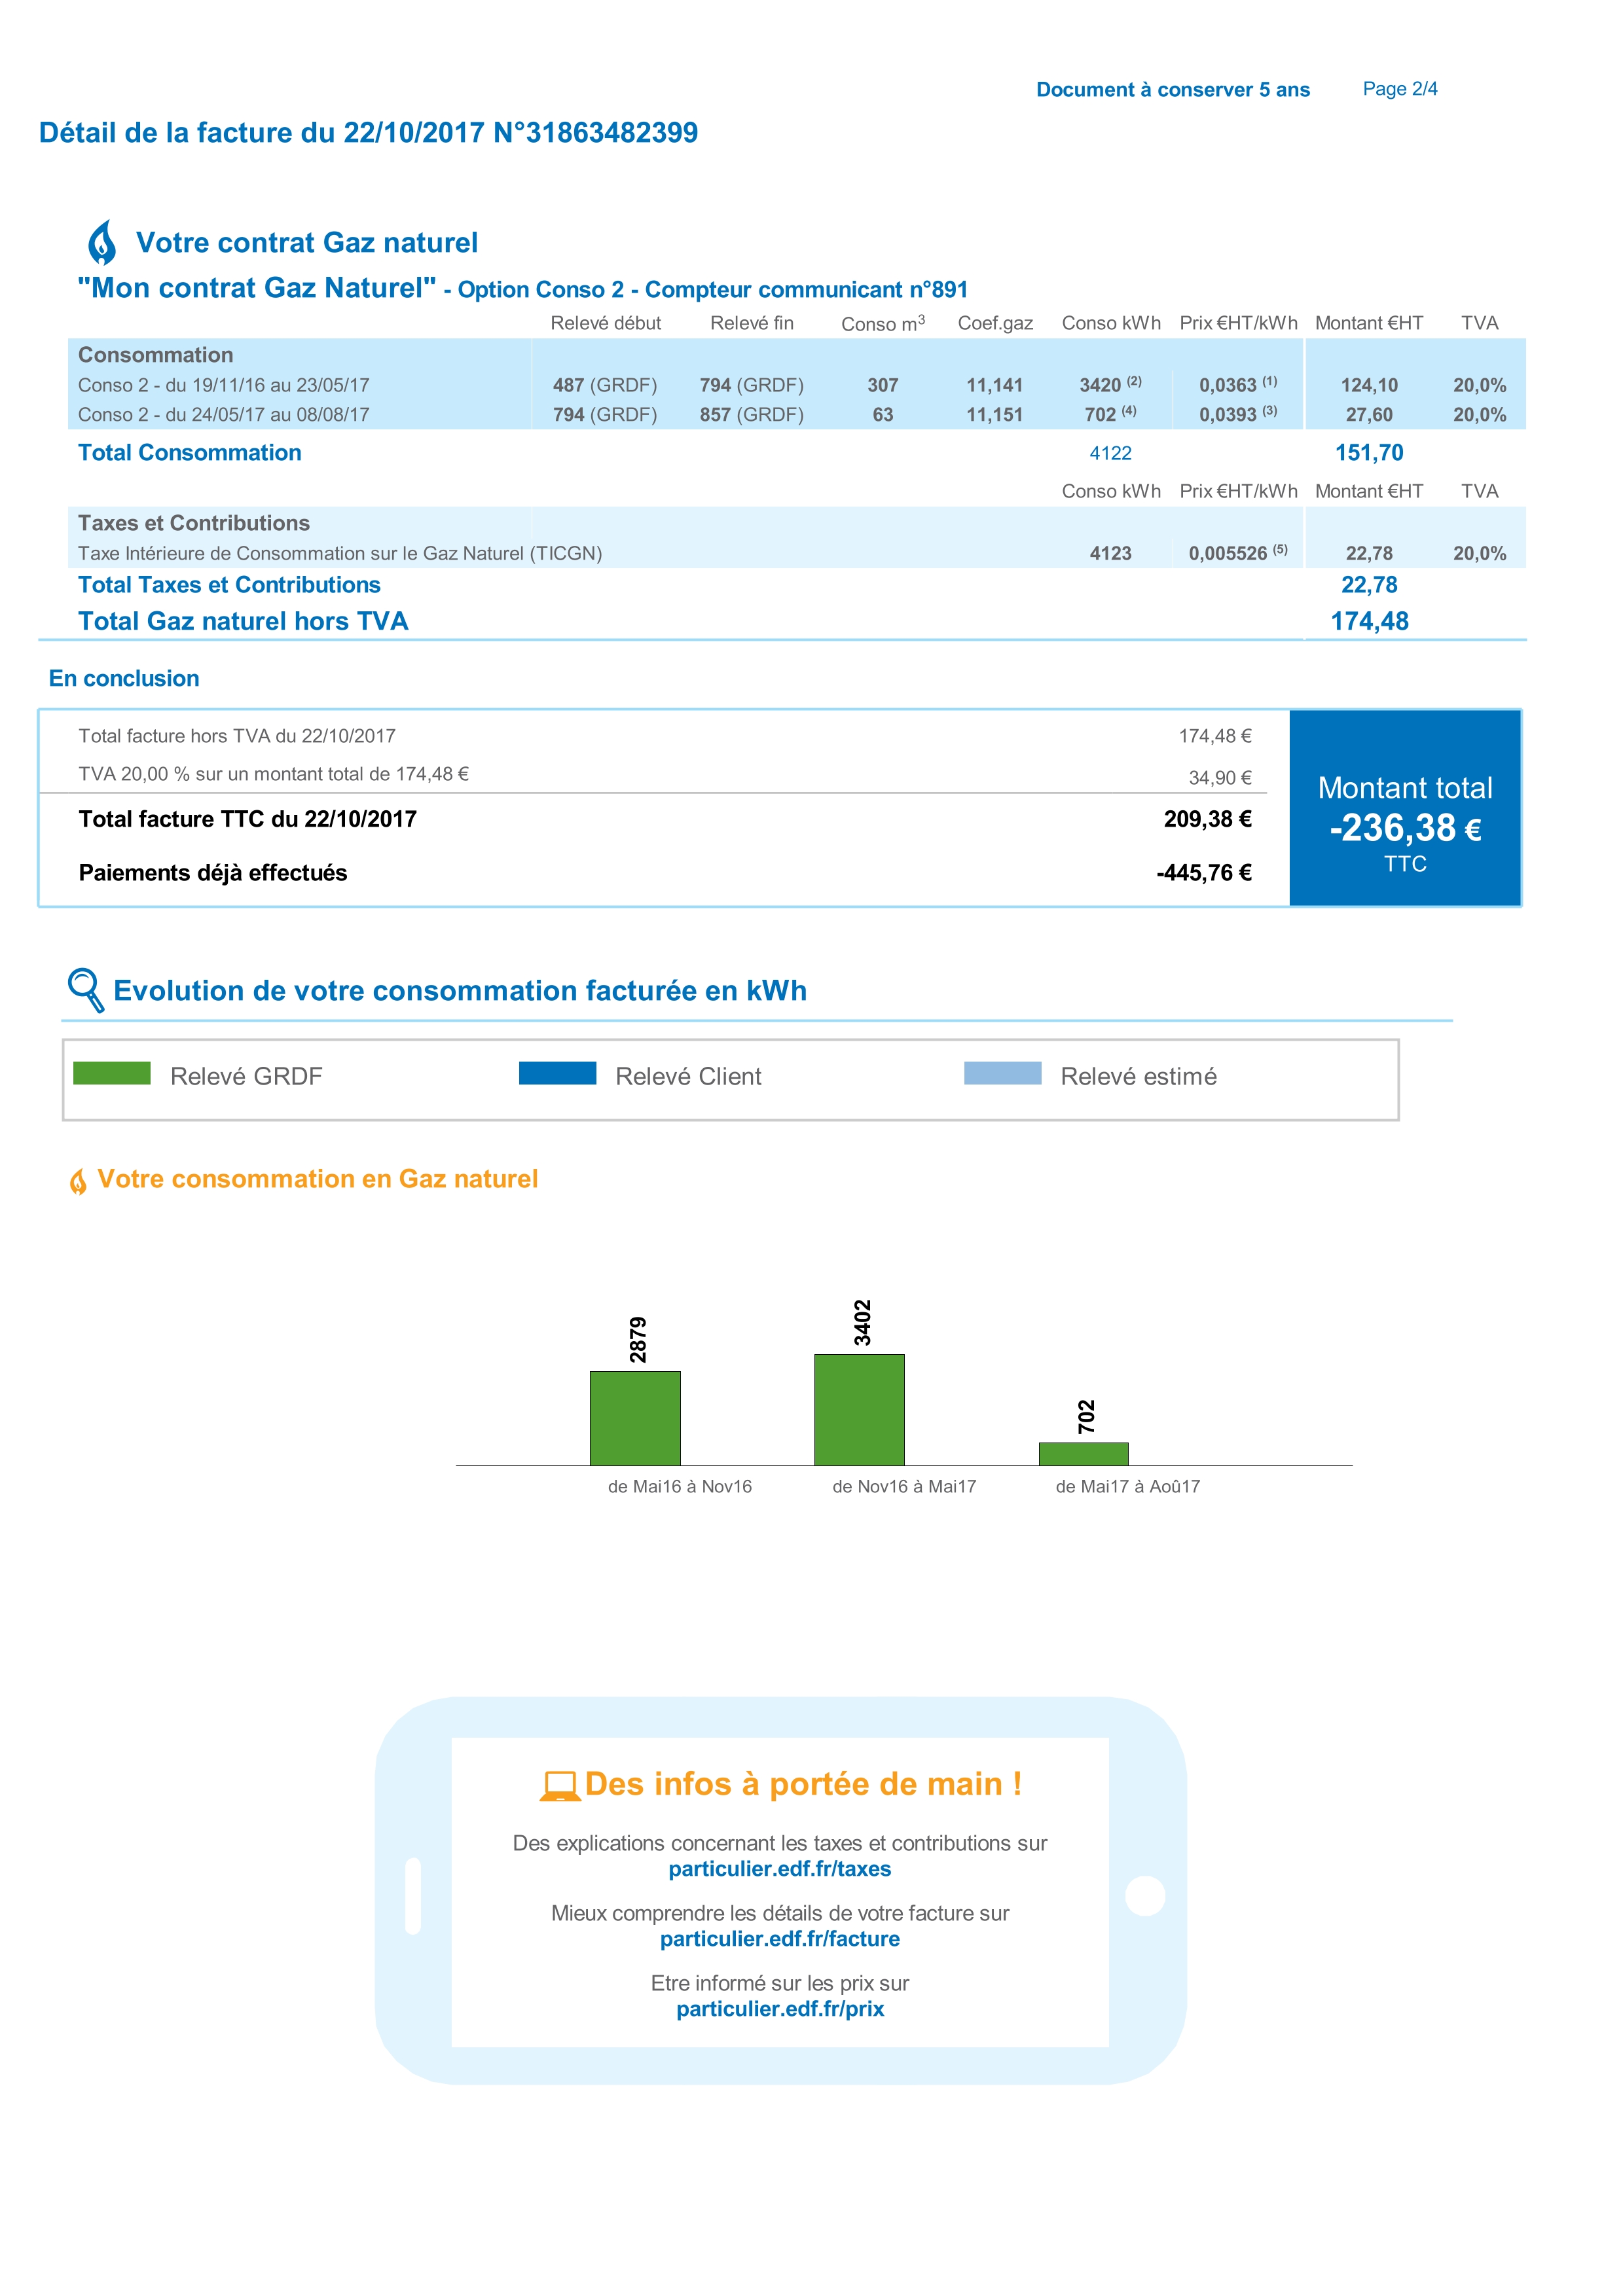 Document à conserver 5 ans Page 2/4
Détail de la facture du 22/10/2017 N°31863482399
Votre contrat Gaz naturel
"Mon contrat Gaz Naturel" - Option Conso 2 - Compteur communicant n°891
Relevé début Relevé fin Conso m³ Coef.gaz Conso kWh Prix €HT/kWh Montant €HT TVA
Consommation
Conso 2 - du 19/11/16 au 23/05/17 487 (GRDF) 794 (GRDF) 307 11,141 3420 (2) 0,0363 (1) 124,10 20,0%
Conso 2 - du 24/05/17 au 08/08/17 794 (GRDF) 857 (GRDF) 63 11,151 702 (4) 0,0393 (3) 27,60 20,0%
Total Consommation 4122 151,70
Conso kWh Prix €HT/kWh Montant €HT TVA
Taxes et Contributions
Taxe Intérieure de Consommation sur le Gaz Naturel (TICGN) 4123 0,005526 (5) 22,78 20,0%
Total Taxes et Contributions 22,78
Total Gaz naturel hors TVA 174,48
En conclusion
Total facture hors TVA du 22/10/2017 174,48 €
TVA 20,00 % sur un montant total de 174,48 € 34,90 €
Total facture TTC du 22/10/2017 209,38 €
Paiements déjà effectués -445,76 €
Montant total
-236,38 €
TTC
Evolution de votre consommation facturée en kWh
Relevé GRDF Relevé Client Relevé estimé
Votre consommation en Gaz naturel
2879 3402 702
de Mai16 à Nov16 de Nov16 à Mai17 de Mai17 à Aoû17
Des infos à portée de main !
Des explications concernant les taxes et contributions sur
particulier.edf.fr/taxes
Mieux comprendre les détails de votre facture sur
particulier.edf.fr/facture
Etre informé sur les prix sur
particulier.edf.fr/prix